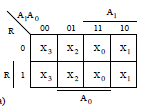 A₁A₀ A₁
R 00 01 11 10
0 X₃ X₂ X₀ X₁
R 1 X₃ X₂ X₀ X₁
A₀